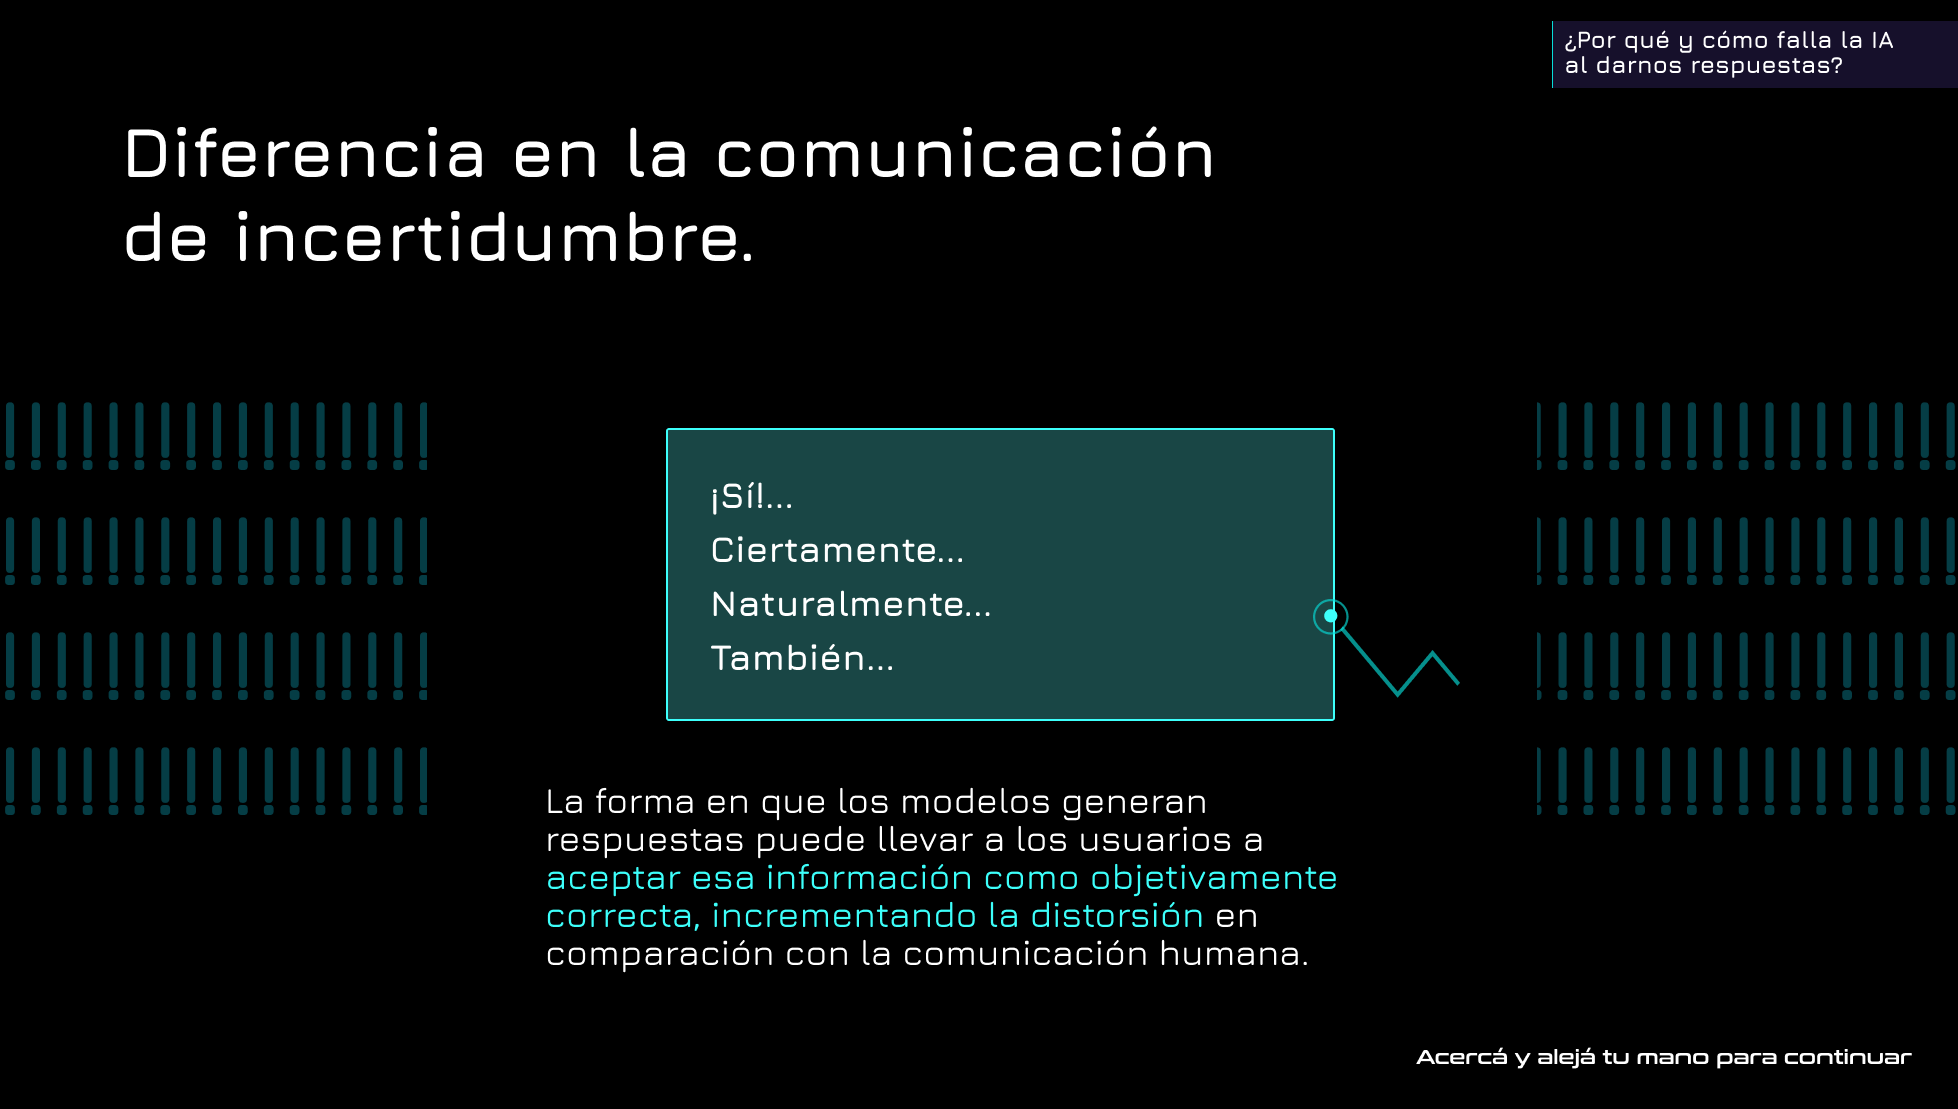 ¿Por qué y cómo falla la IA
al darnos respuestas?
Diferencia en la comunicación
de incertidumbre.
¡Sí!...
Ciertamente...
Naturalmente...
También...
La forma en que los modelos generan
respuestas puede llevar a los usuarios a
aceptar esa información como objetivamente
correcta, incrementando la distorsión en
comparación con la comunicación humana.
Acercá y alejá tu mano para continuar